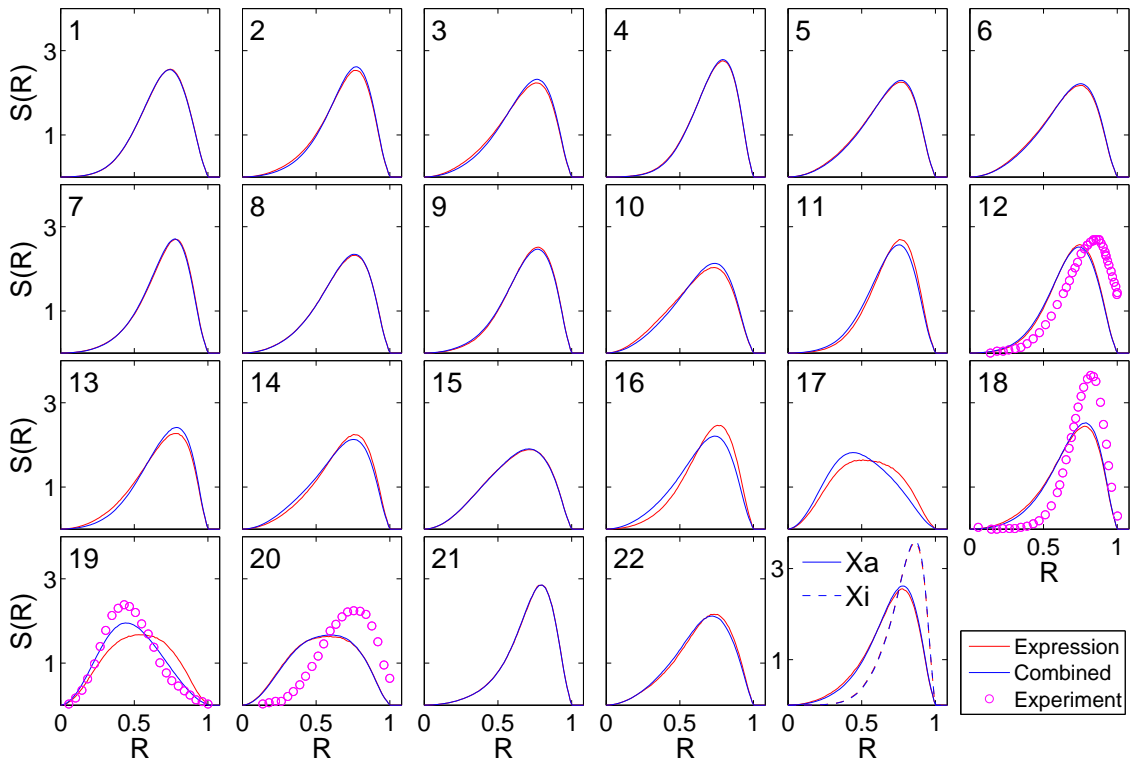 1 2 3 4 5 6
S(R) 3 1
7 8 9 10 11 12
S(R) 3 1
13 14 15 16 17 18
S(R) 3 1
0 0.5 1
R
19 20 21 22 Xa
Xi
S(R) 3 1 3 1
Expression
Combined
Experiment
0 0.5 1 0 0.5 1 0 0.5 1 0 0.5 1 0 0.5 1
R R R R R